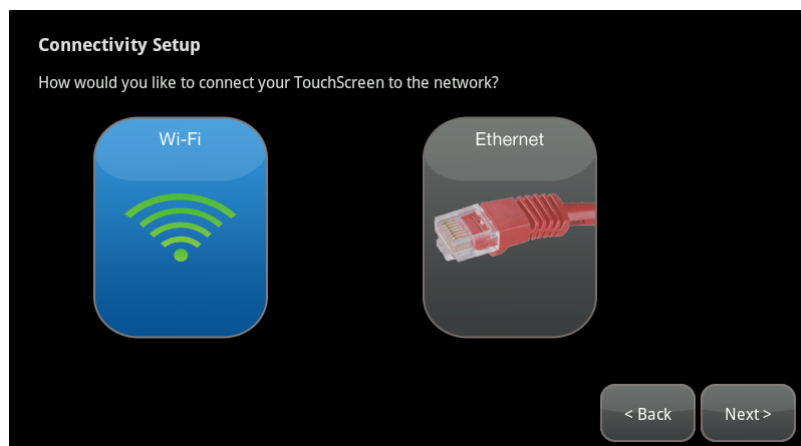 Connectivity Setup
How would you like to connect your TouchScreen to the network?
Wi-Fi
Ethernet
< Back
Next >